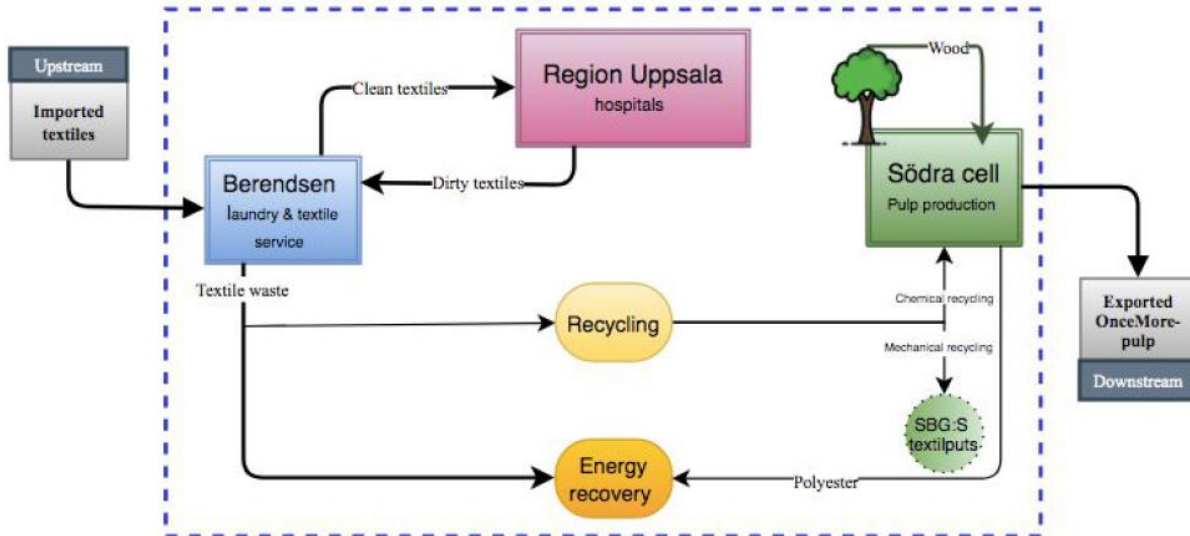 Upstream
Imported
textiles
Clean textiles
Region Uppsala
hospitals
Wood
Berendsen
laundry & textile
service
Dirty textiles
Södra cell
Pulp production
Textile waste
Recycling
Chemical recycling
Mechanical recycling
Exported
OnceMore-
pulp
Downstream
SBG:S
textilputs
Energy
recovery
Polyester